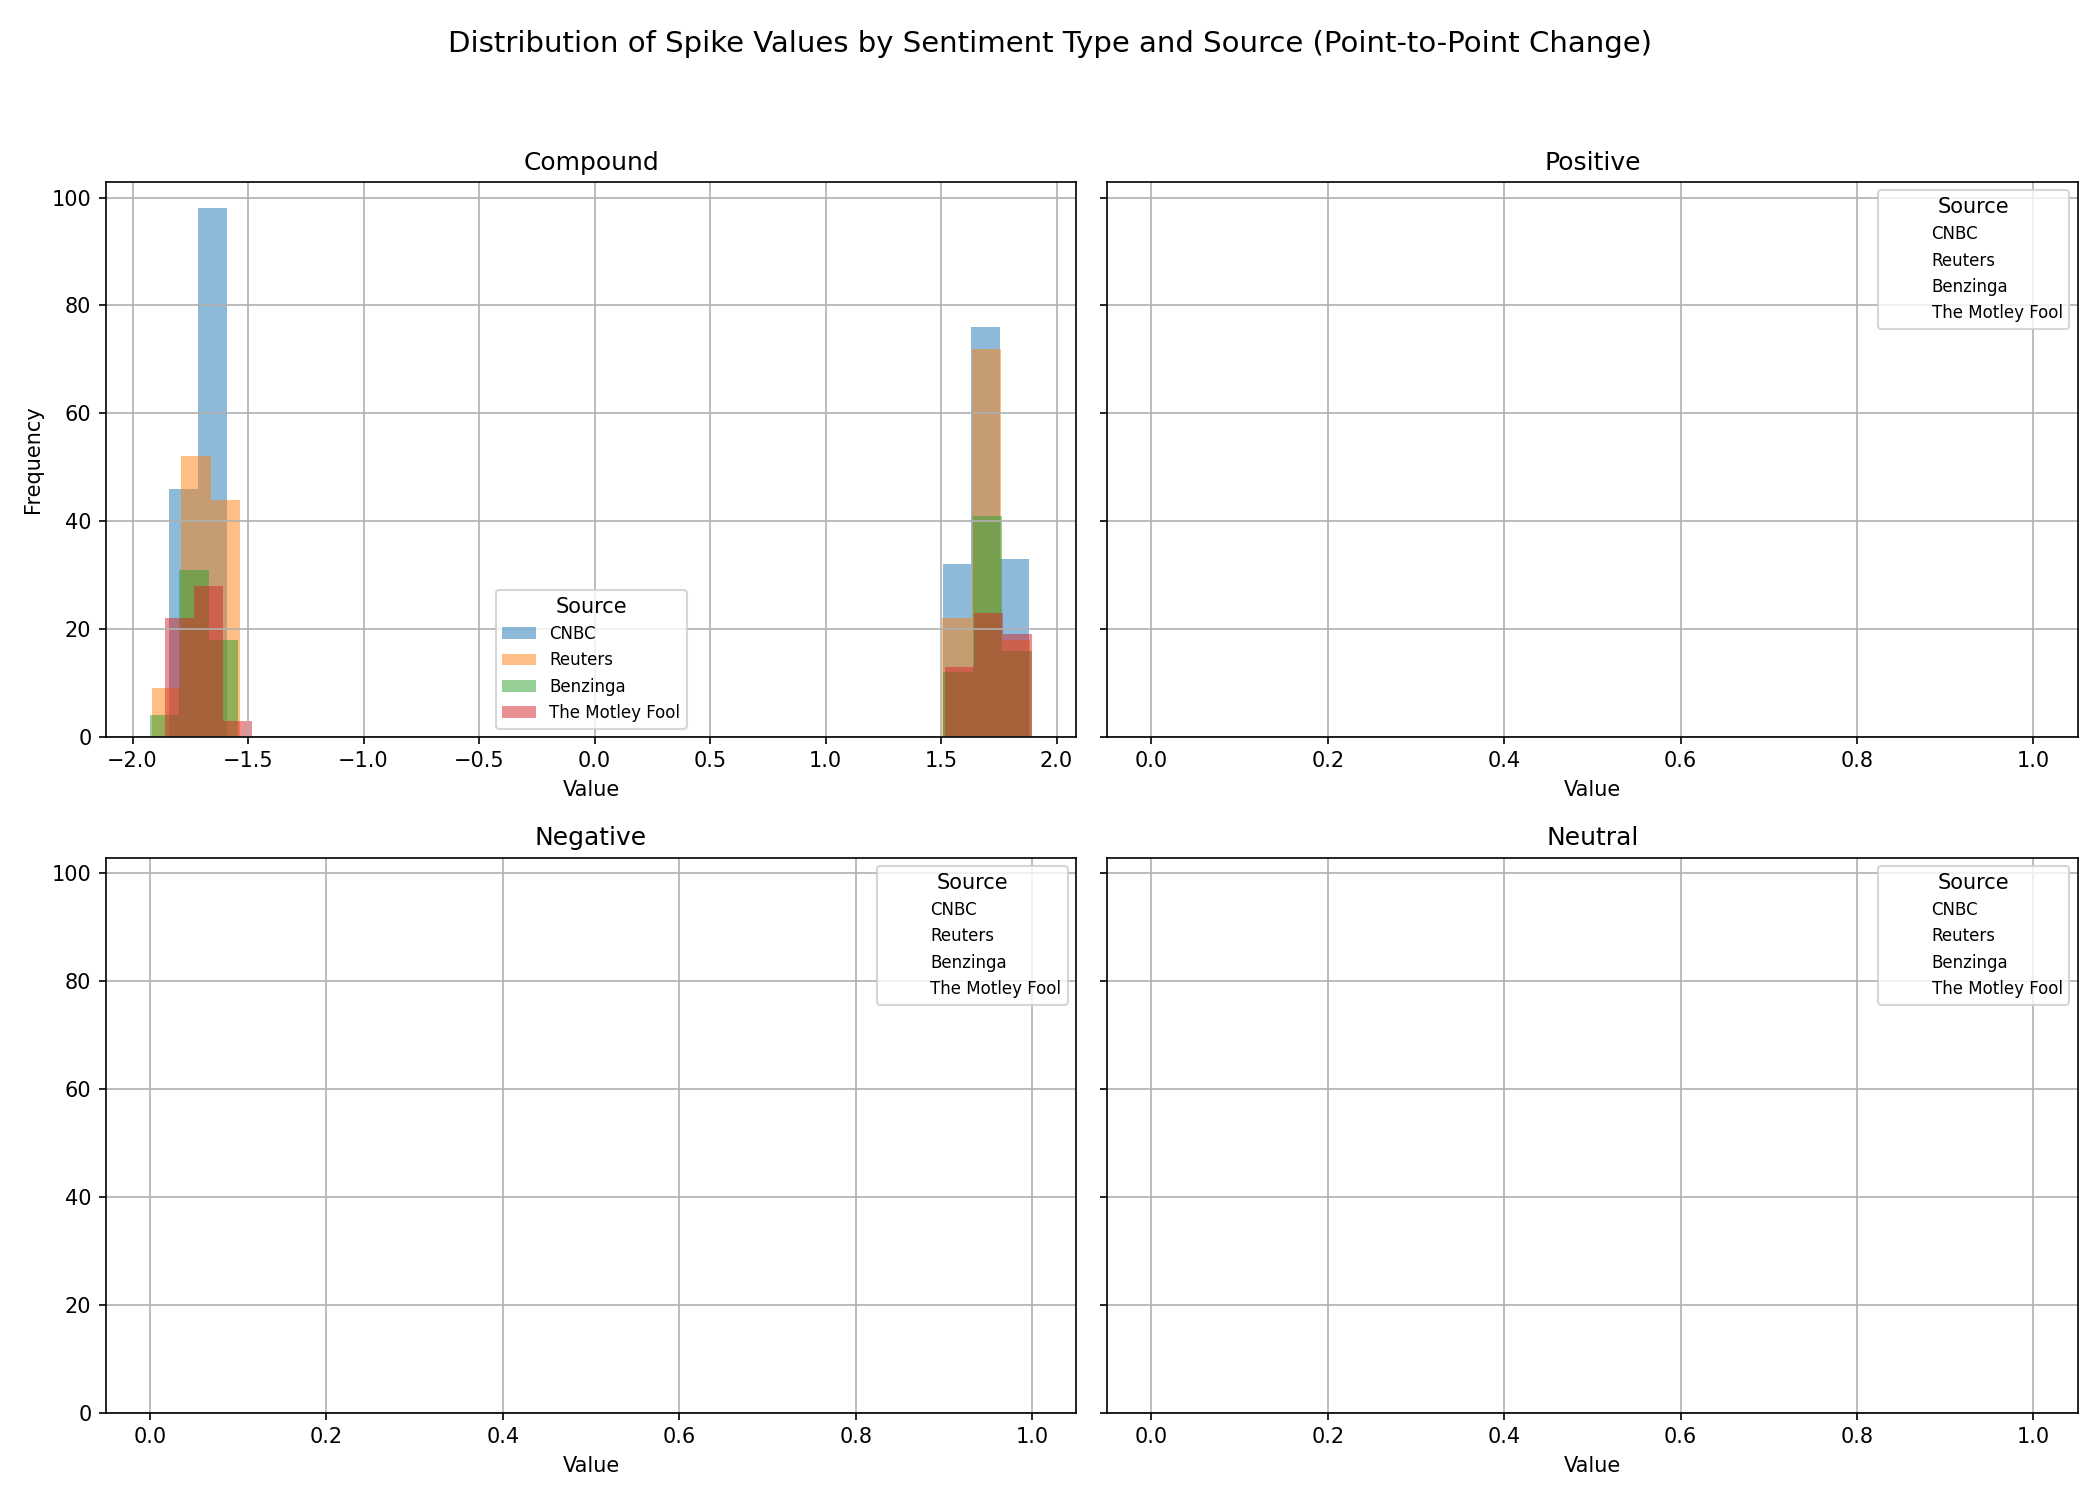 Distribution of Spike Values by Sentiment Type and Source (Point-to-Point Change)
Compound
100
80
60
40
20
0
Frequency
Source
CNBC
Reuters
Benzinga
The Motley Fool
−2.0 −1.5 −1.0 −0.5 0.0 0.5 1.0 1.5 2.0
Value
Positive
Source
CNBC
Reuters
Benzinga
The Motley Fool
0.0 0.2 0.4 0.6 0.8 1.0
Value
Negative
100
80
60
40
20
0
Source
CNBC
Reuters
Benzinga
The Motley Fool
0.0 0.2 0.4 0.6 0.8 1.0
Value
Neutral
Source
CNBC
Reuters
Benzinga
The Motley Fool
0.0 0.2 0.4 0.6 0.8 1.0
Value